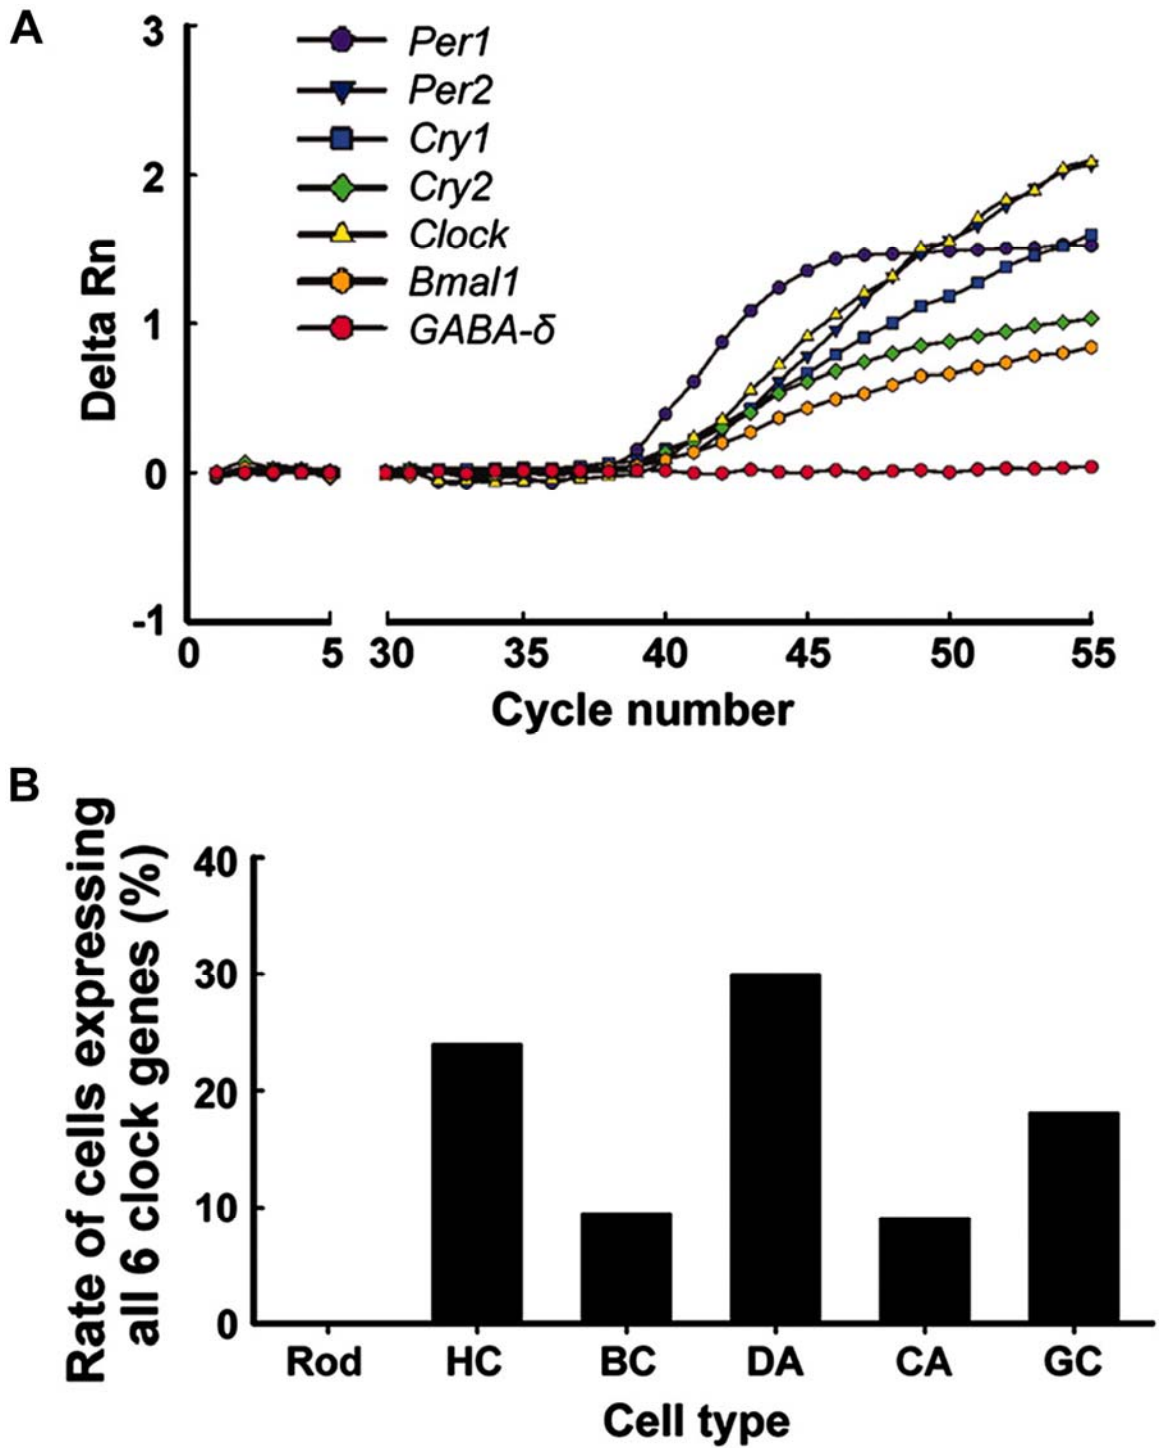 A
3
2
1
0
-1
Delta Rn
Per1
Per2
Cry1
Cry2
Clock
Bmal1
GABA-δ
0 5 30 35 40 45 50 55
Cycle number
B
Rate of cells expressing
all 6 clock genes (%)
40
30
20
10
0
Rod HC BC DA CA GC
Cell type